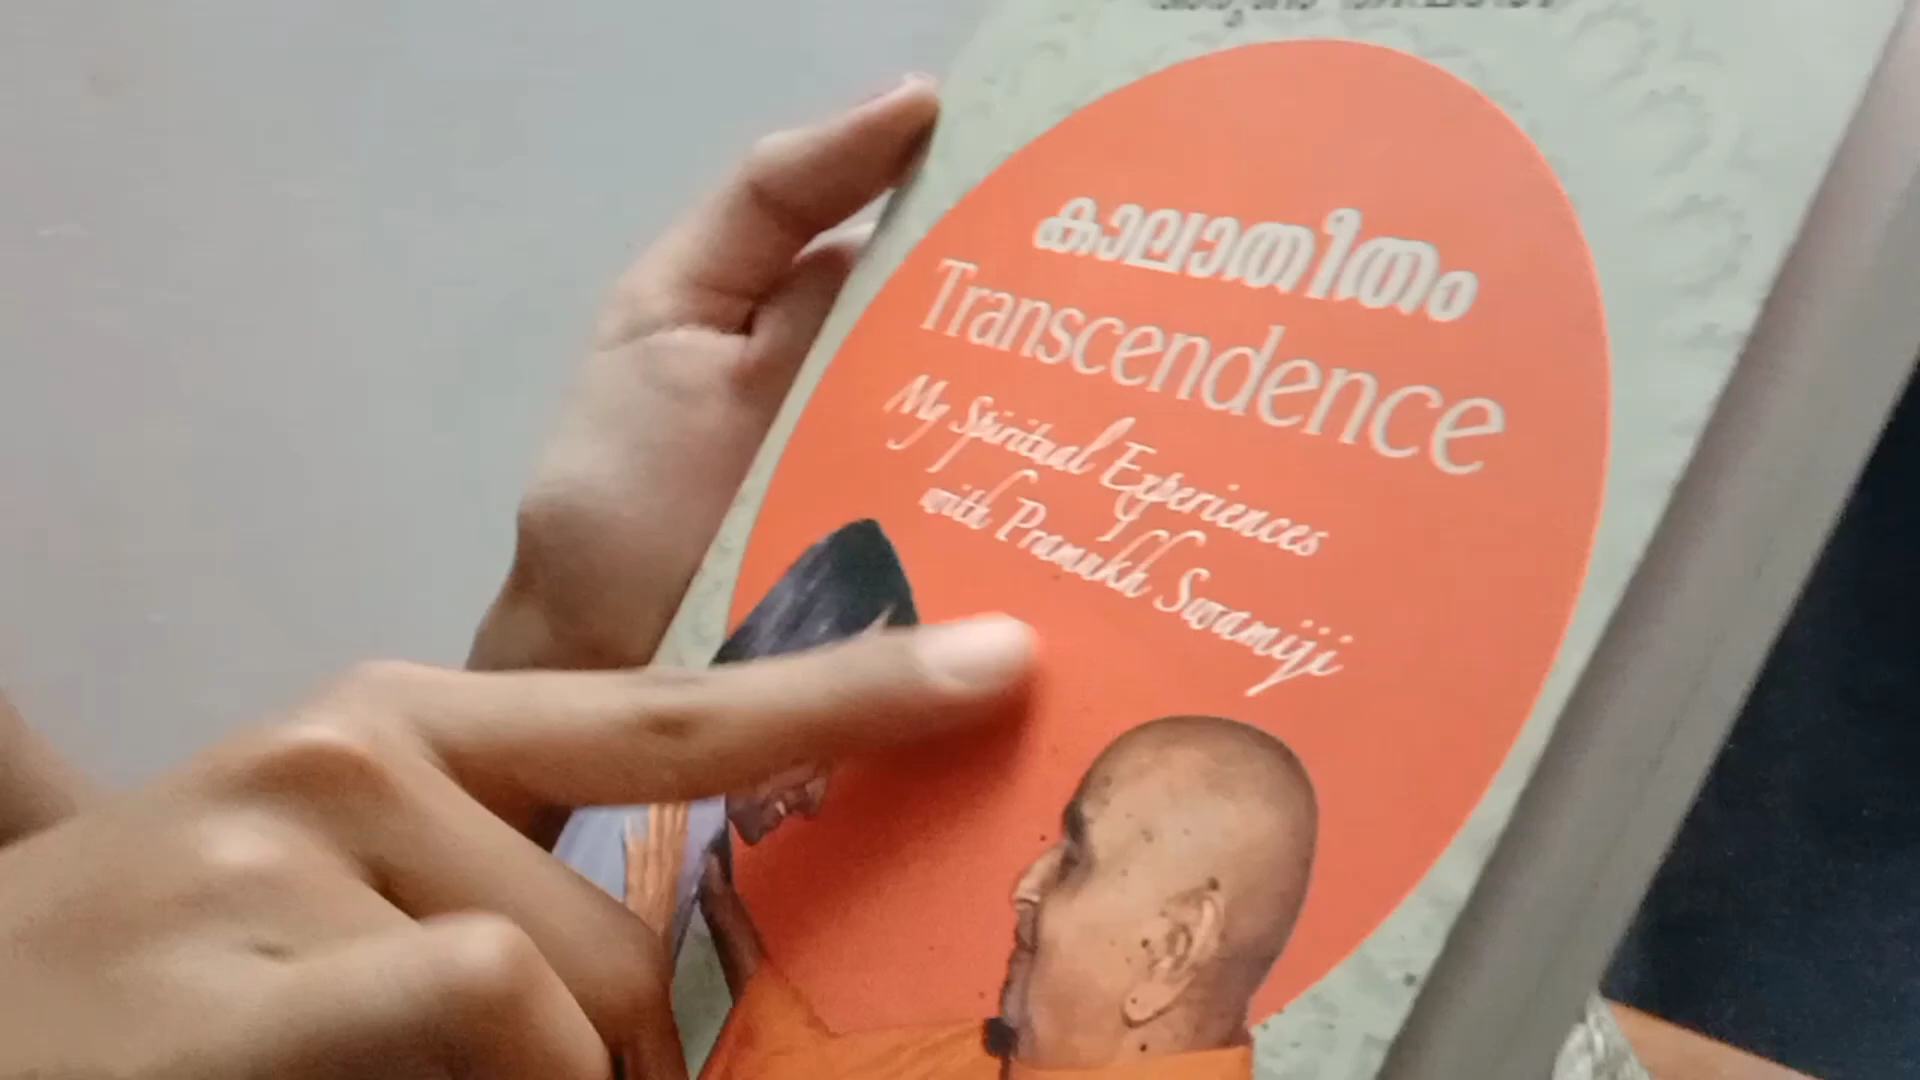 കാലാതീതം
Transcendence
My Spiritual Experiences
with Pramukh Swamiji